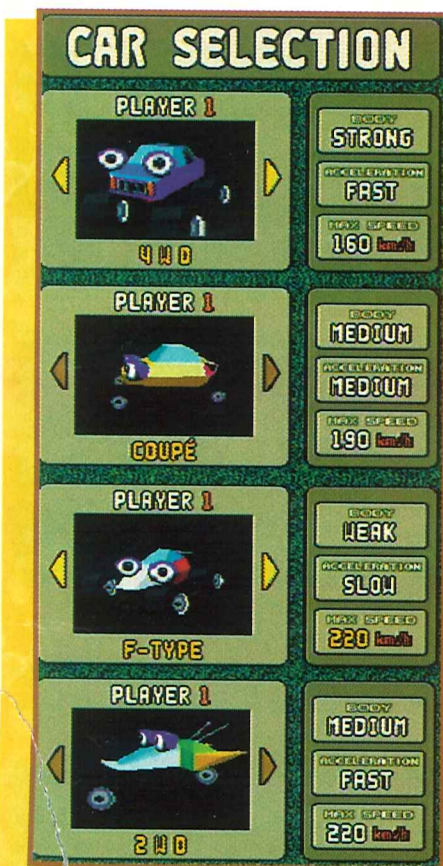 CAR SELECTION
PLAYER 1
4WD
BODY
STRONG
ACCELERATION
FAST
MAX SPEED
160 km/h
PLAYER 1
COUPÉ
BODY
MEDIUM
ACCELERATION
MEDIUM
MAX SPEED
190 km/h
PLAYER 1
F-TYPE
BODY
WEAK
ACCELERATION
SLOW
MAX SPEED
220 km/h
PLAYER 1
2WD
BODY
MEDIUM
ACCELERATION
FAST
MAX SPEED
220 km/h